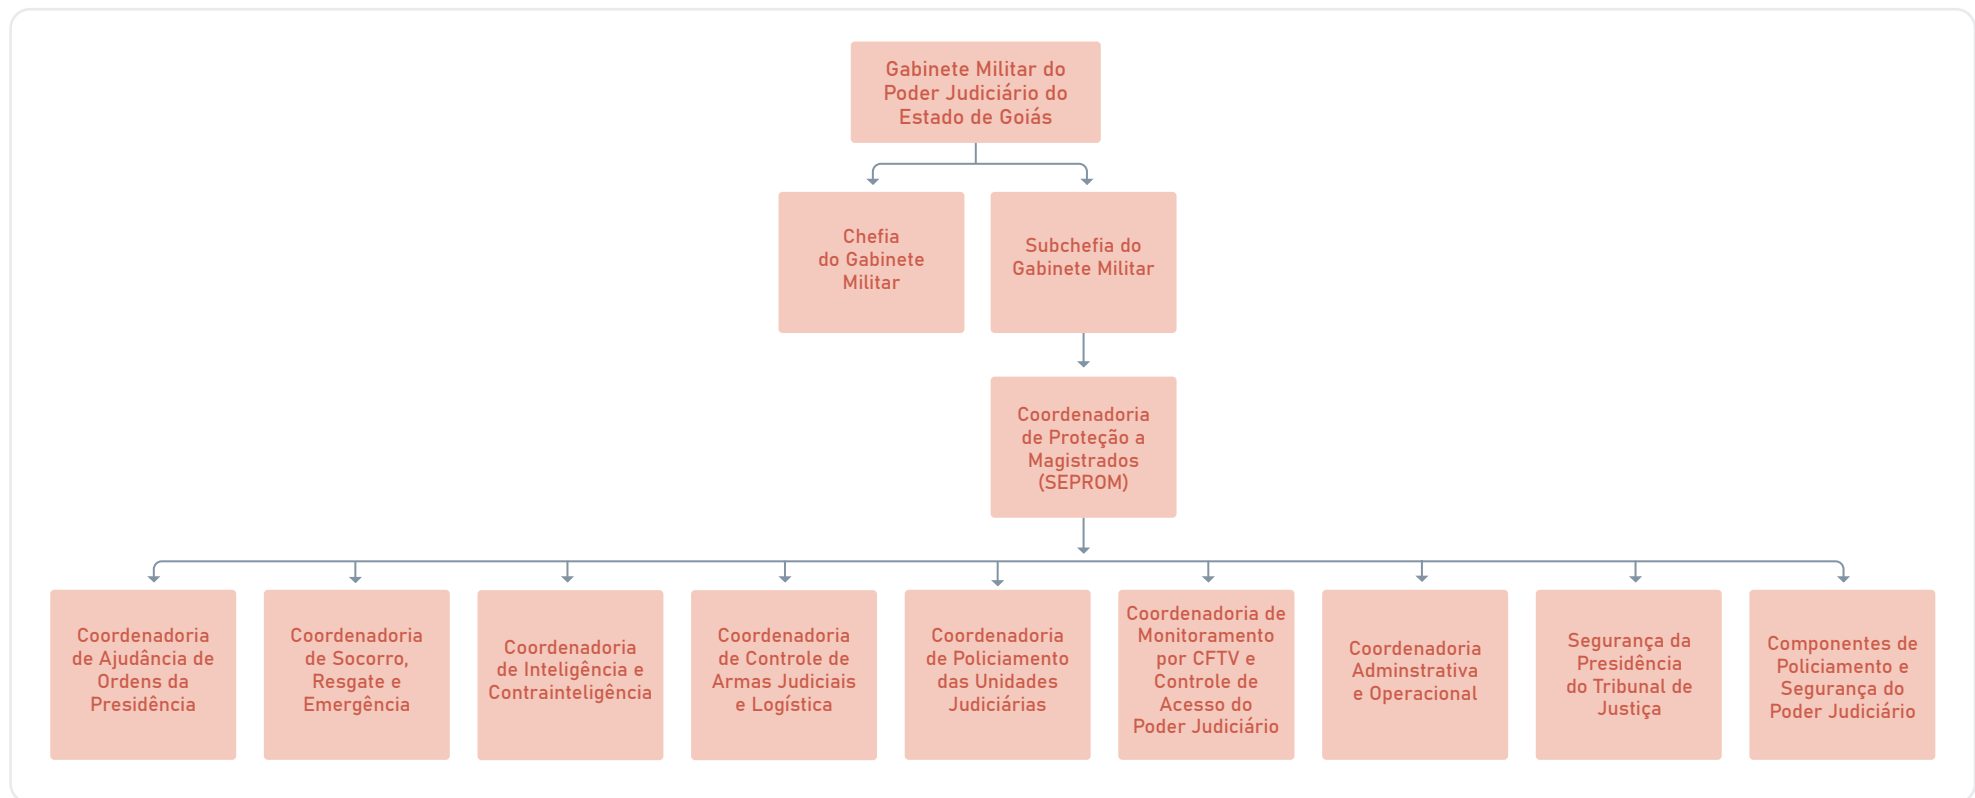 Gabinete Militar do
Poder Judiciário do
Estado de Goiás
Chefia
do Gabinete
Militar
Subchefia do
Gabinete Militar
Coordenadoria
de Proteção a
Magistrados
(SEPROM)
Coordenadoria
de Ajudância de
Ordens da
Presidência
Coordenadoria
de Socorro,
Resgate e
Emergência
Coordenadoria
de Inteligência e
Contrainteligência
Coordenadoria
de Controle de
Armas Judiciais
e Logística
Coordenadoria
de Policiamento
das Unidades
Judiciárias
Coordenadoria de
Monitoramento
por CFTV e
Controle de
Acesso do
Poder Judiciário
Coordenadoria
Adminstrativa
e Operacional
Segurança da
Presidência
do Tribunal de
Justiça
Componentes de
Policiamento e
Segurança do
Poder Judiciário